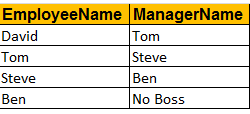 EmployeeName ManagerName
David Tom
Tom Steve
Steve Ben
Ben No Boss